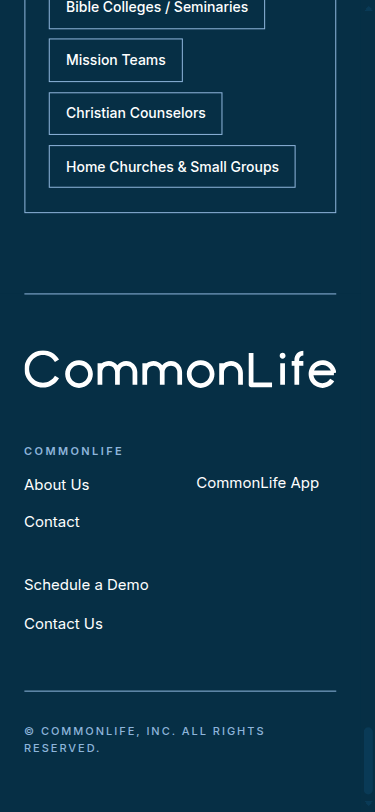 Bible Colleges / Seminaries
Mission Teams
Christian Counselors
Home Churches & Small Groups
CommonLife
COMMONLIFE
About Us
CommonLife App
Contact
Schedule a Demo
Contact Us
© COMMONLIFE, INC. ALL RIGHTS
RESERVED.